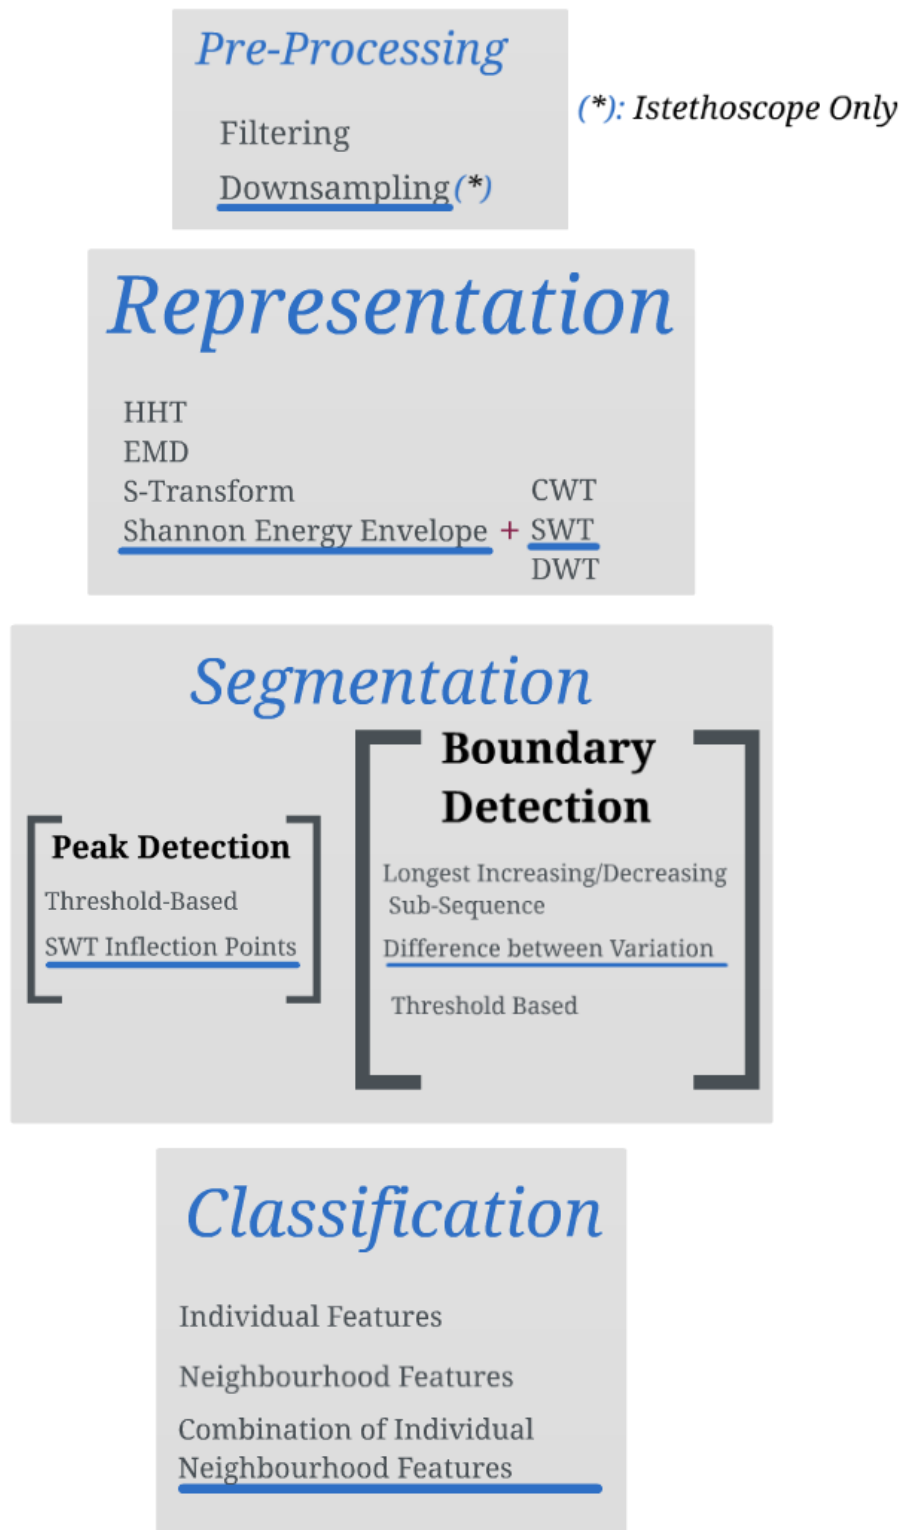 Pre-Processing
(*): Istethoscope Only
Filtering
Downsampling(*)
Representation
HHT
EMD
S-Transform
CWT
Shannon Energy Envelope + SWT
DWT
Segmentation
Peak Detection
Threshold-Based
SWT Inflection Points
Boundary
Detection
Longest Increasing/Decreasing
Sub-Sequence
Difference between Variation
Threshold Based
Classification
Individual Features
Neighbourhood Features
Combination of Individual
Neighbourhood Features